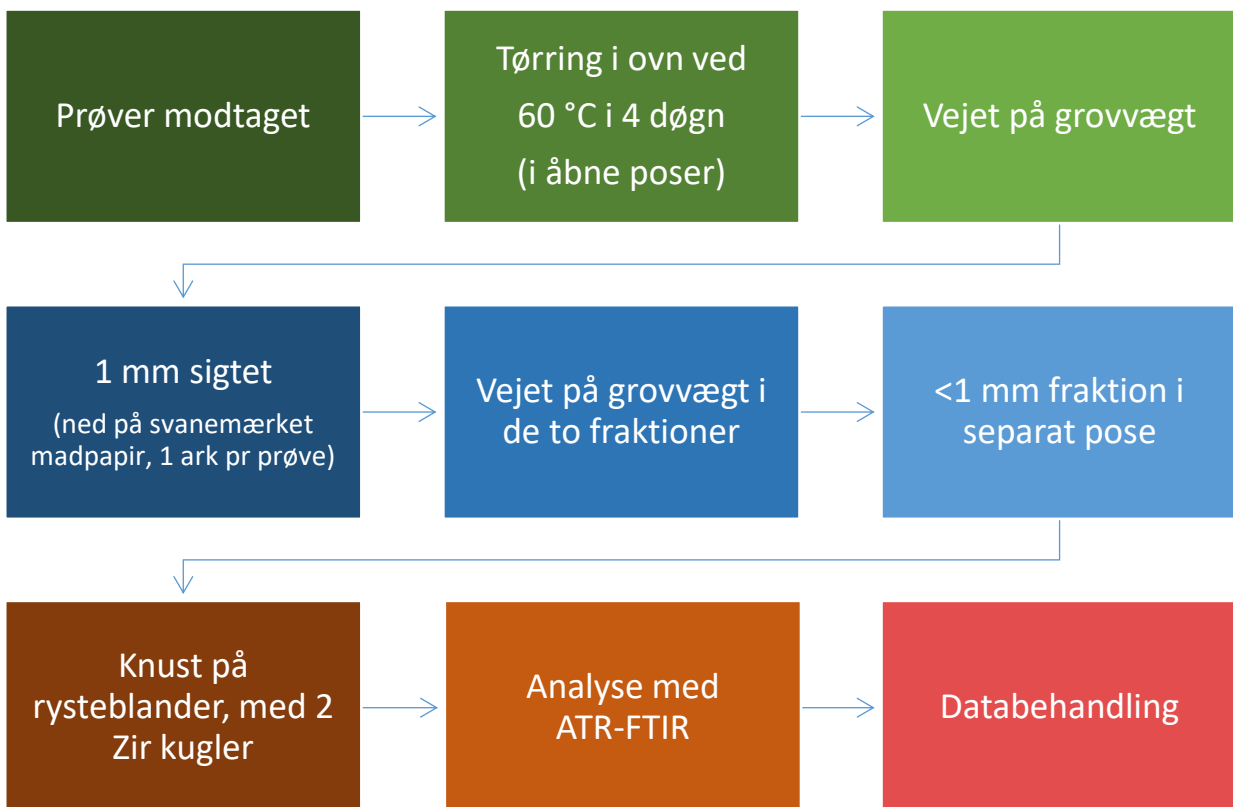 Prøver modtaget
Tørring i ovn ved
60 °C i 4 døgn
(i åbne poser)
Vejet på grovvægt
1 mm sigtet
(ned på svanemærket
madpapir, 1 ark pr prøve)
Vejet på grovvægt i
de to fraktioner
<1 mm fraktion i
separat pose
Knust på
rysteblander, med 2
Zir kugler
Analyse med
ATR-FTIR
Databehandling